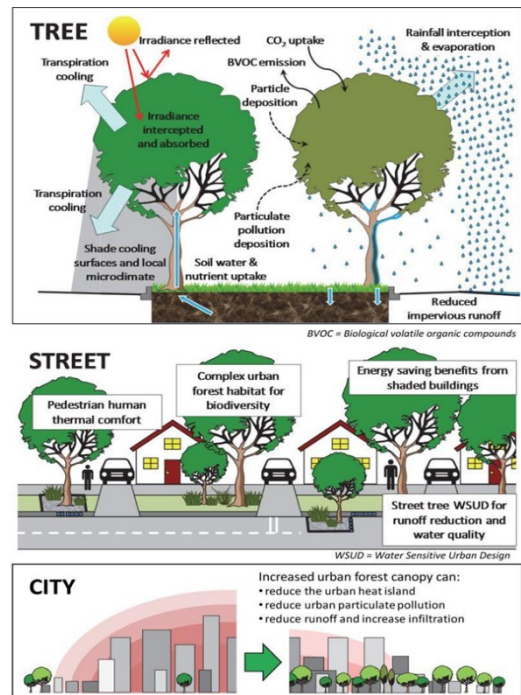 TREE
Irradiance reflected
Transpiration
cooling
Irradiance
intercepted
and absorbed
Transpiration
cooling
Shade cooling
surfaces and local
microclimate
Soil water &
nutrient uptake
CO₂ uptake
BVOC emission
Particle
deposition
Particulate
pollution
deposition
Rainfall interception
& evaporation
Reduced
impervious runoff
BVOC = Biological volatile organic compounds
STREET
Pedestrian human
thermal comfort
Complex urban
forest habitat for
biodiversity
Energy saving benefits from
shaded buildings
Street tree WSUD for
runoff reduction and
water quality
WSUD = Water Sensitive Urban Design
CITY
Increased urban forest canopy can:
• reduce the urban heat island
• reduce urban particulate pollution
• reduce runoff and increase infiltration